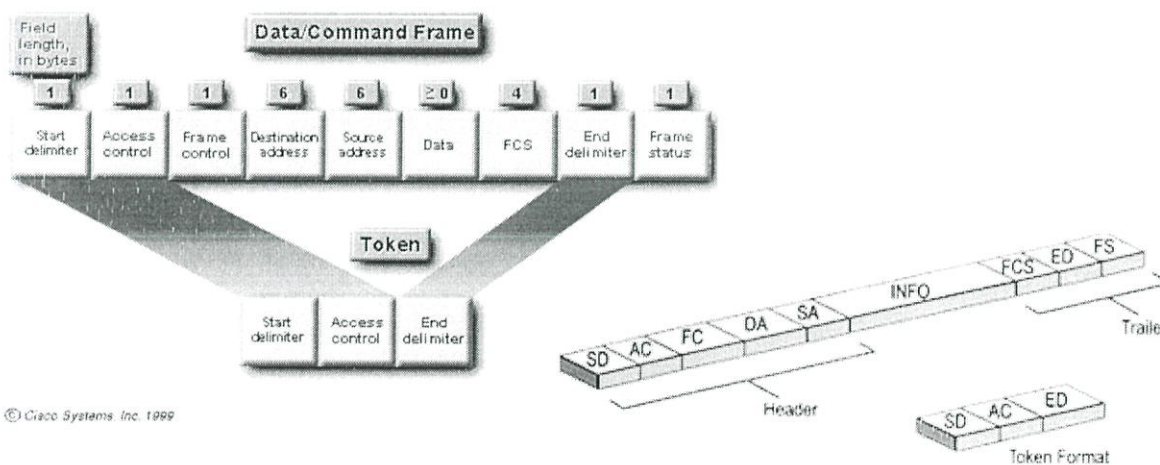 Field
length,
in bytes
Data/Command Frame
1 1 1 6 6 ≥ 0 4 1 1
Start
delimiter
Access
control
Frame
control
Destination
address
Source
address
Data
FCS
End
delimiter
Frame
status
Token
Start
delimiter
Access
control
End
delimiter
© Cisco Systems, Inc. 1999
SD AC FC DA SA INFO FCS ED FS
Header
Traile
SD AC ED
Token Format